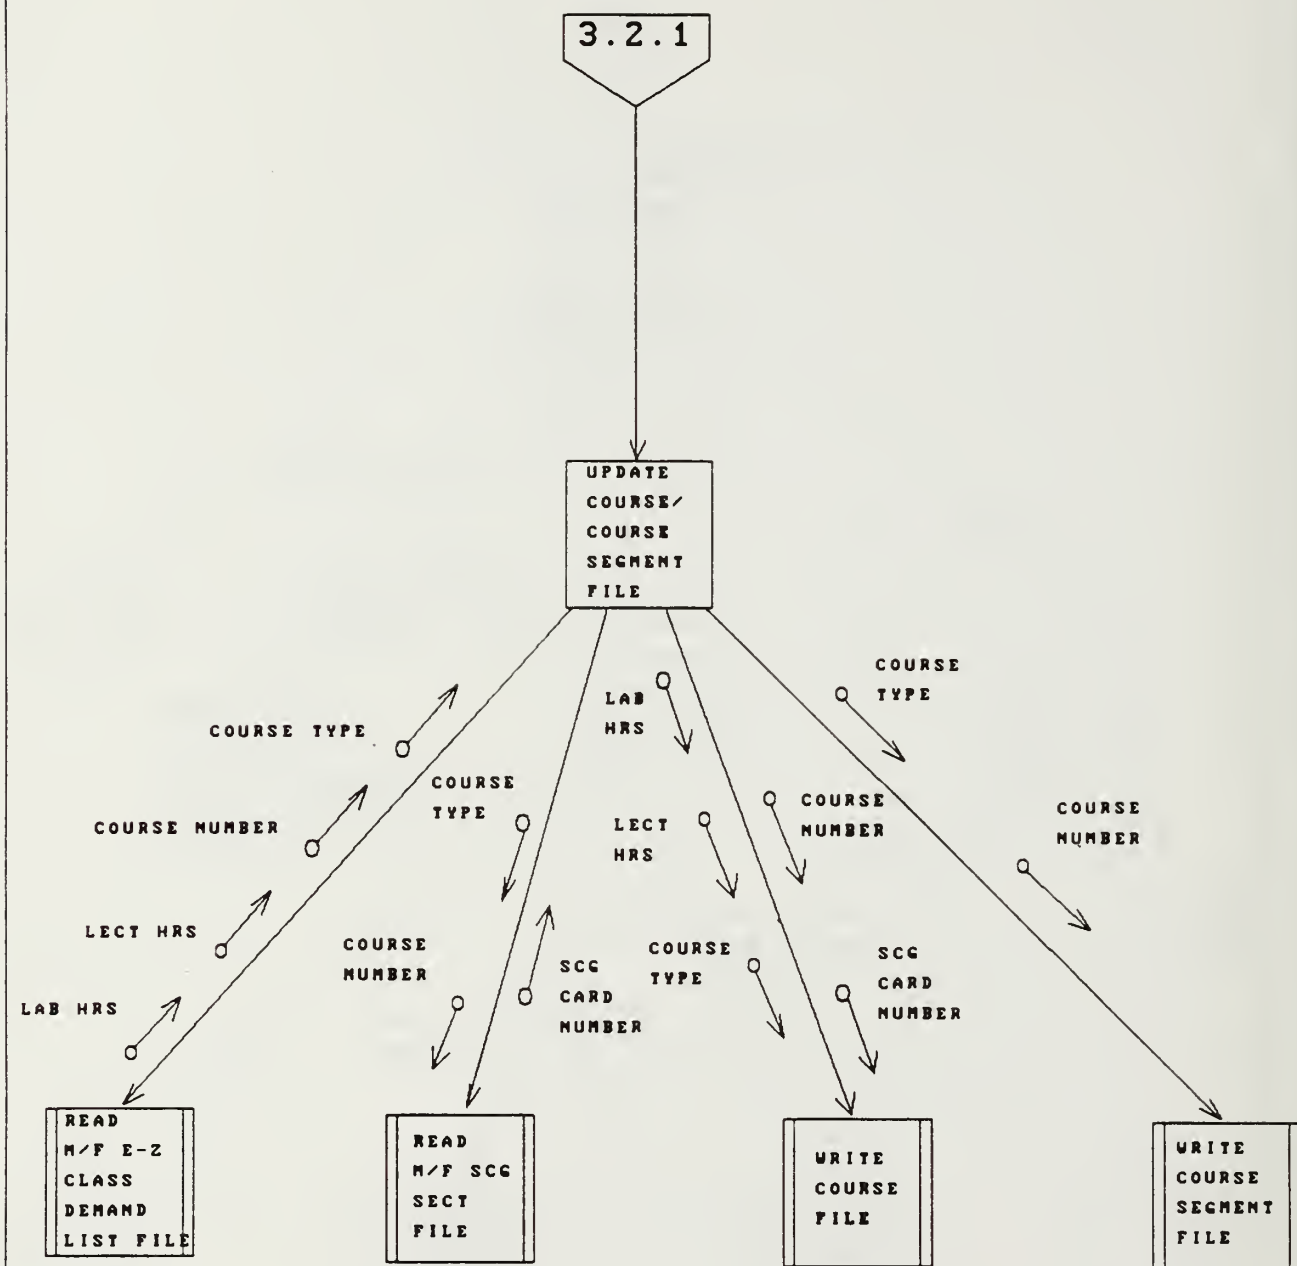 3.2.1
UPDATE
COURSE/
COURSE
SEGMENT
FILE
COURSE TYPE
COURSE NUMBER
LECT HRS
LAB HRS
COURSE
TYPE
COURSE
NUMBER
SCG
CARD
NUMBER
LAB
HRS
LECT
HRS
COURSE
TYPE
COURSE
NUMBER
SCG
CARD
NUMBER
COURSE
TYPE
COURSE
NUMBER
READ
M/F E-Z
CLASS
DEMAND
LIST FILE
READ
M/F SCG
SECT
FILE
WRITE
COURSE
FILE
WRITE
COURSE
SEGMENT
FILE